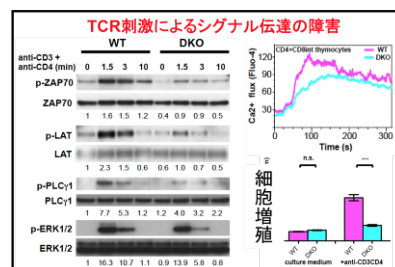 TCR刺激によるシグナル伝達の障害
anti-CD3 +
anti-CD4 (min)
WT
DKO
0 1.5 3 10 0 1.5 3 10
p-ZAP70
ZAP70
1 1.6 1.5 1.2 0.4 0.9 0.9 0.5
p-LAT
LAT
1 2.3 1.5 0.6 0.6 1.0 0.7 0.5
p-PLCγ1
PLCγ1
1 7.7 5.3 1.2 1.2 4.0 3.2 2.2
p-ERK1/2
ERK1/2
1 16.3 10.7 1.1 0.9 13.9 5.8 0.8
CD4+CD8int thymocytes
WT
DKO
Ca2+ flux (Fluo-4)
120
100
80
60
40
20
0 100 200 300
Time (s)
細胞増殖
n.s.
WT DKO WT DKO
culture medium
+anti-CD3CD4